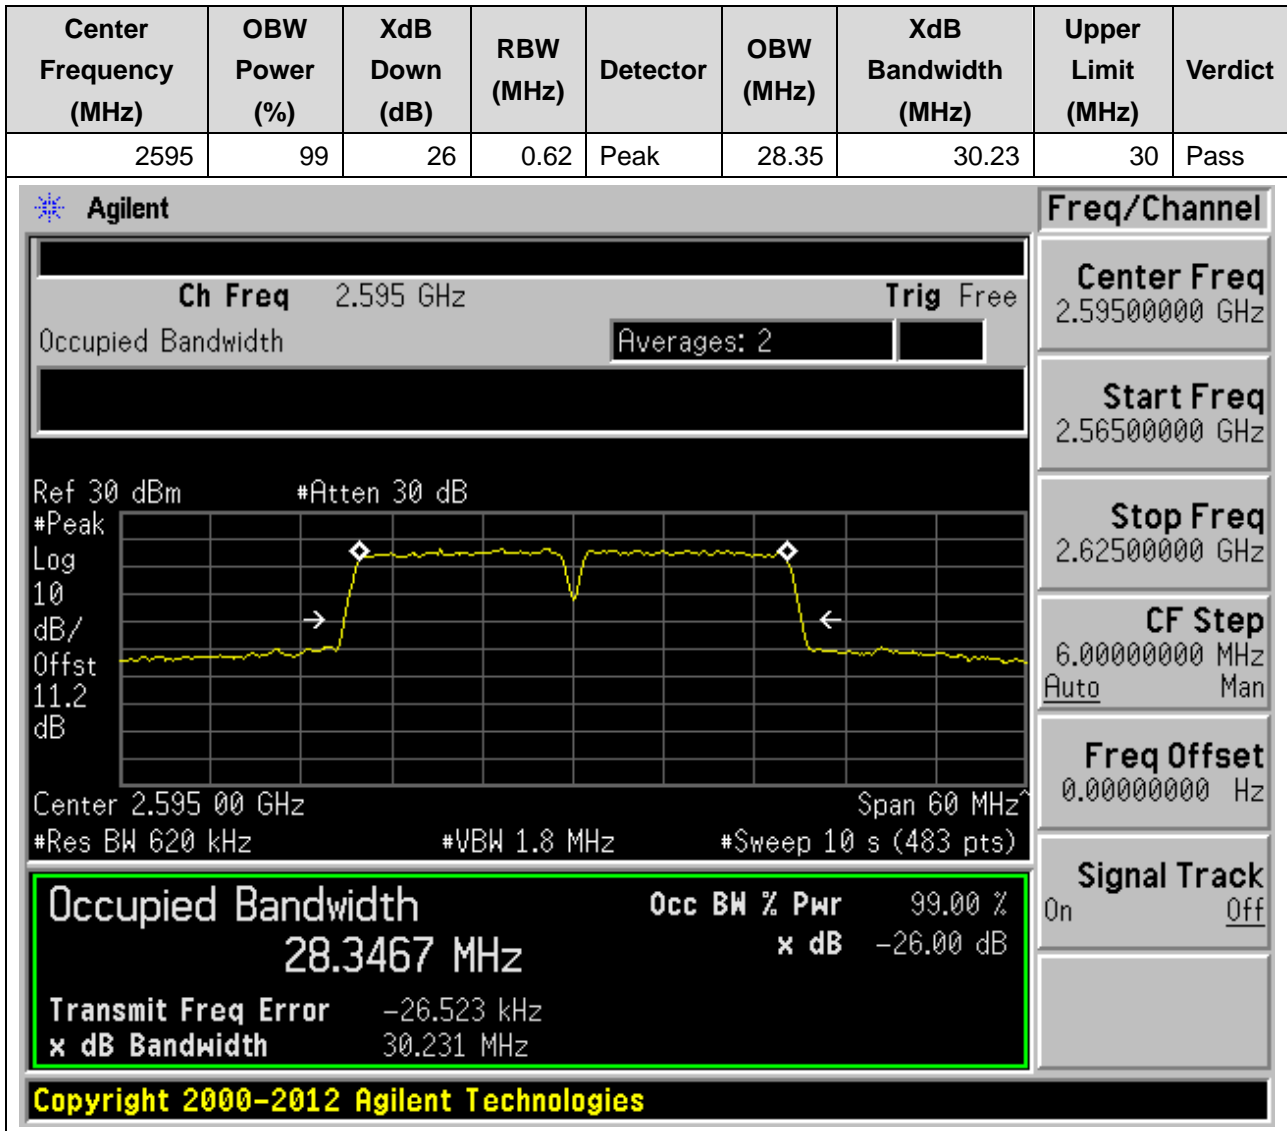 Center Frequency (MHz) OBW Power (%) XdB Down (dB) RBW (MHz) Detector OBW (MHz) XdB Bandwidth (MHz) Upper Limit (MHz) Verdict
2595 99 26 0.62 Peak 28.35 30.23 30 Pass
Agilent
Ch Freq 2.595 GHz Trig Free
Occupied Bandwidth Averages: 2
Ref 30 dBm #Atten 30 dB
#Peak
Log
10
dB/
Offst
11.2
dB
Center 2.595 00 GHz Span 60 MHz^
#Res BW 620 kHz #VBW 1.8 MHz #Sweep 10 s (483 pts)
Occupied Bandwidth Occ BW % Pwr 99.00 %
28.3467 MHz x dB -26.00 dB
Transmit Freq Error -26.523 kHz
x dB Bandwidth 30.231 MHz
Copyright 2000-2012 Agilent Technologies
Freq/Channel
Center Freq
2.59500000 GHz
Start Freq
2.56500000 GHz
Stop Freq
2.62500000 GHz
CF Step
6.00000000 MHz
Auto Man
Freq Offset
0.00000000 Hz
Signal Track
On Off